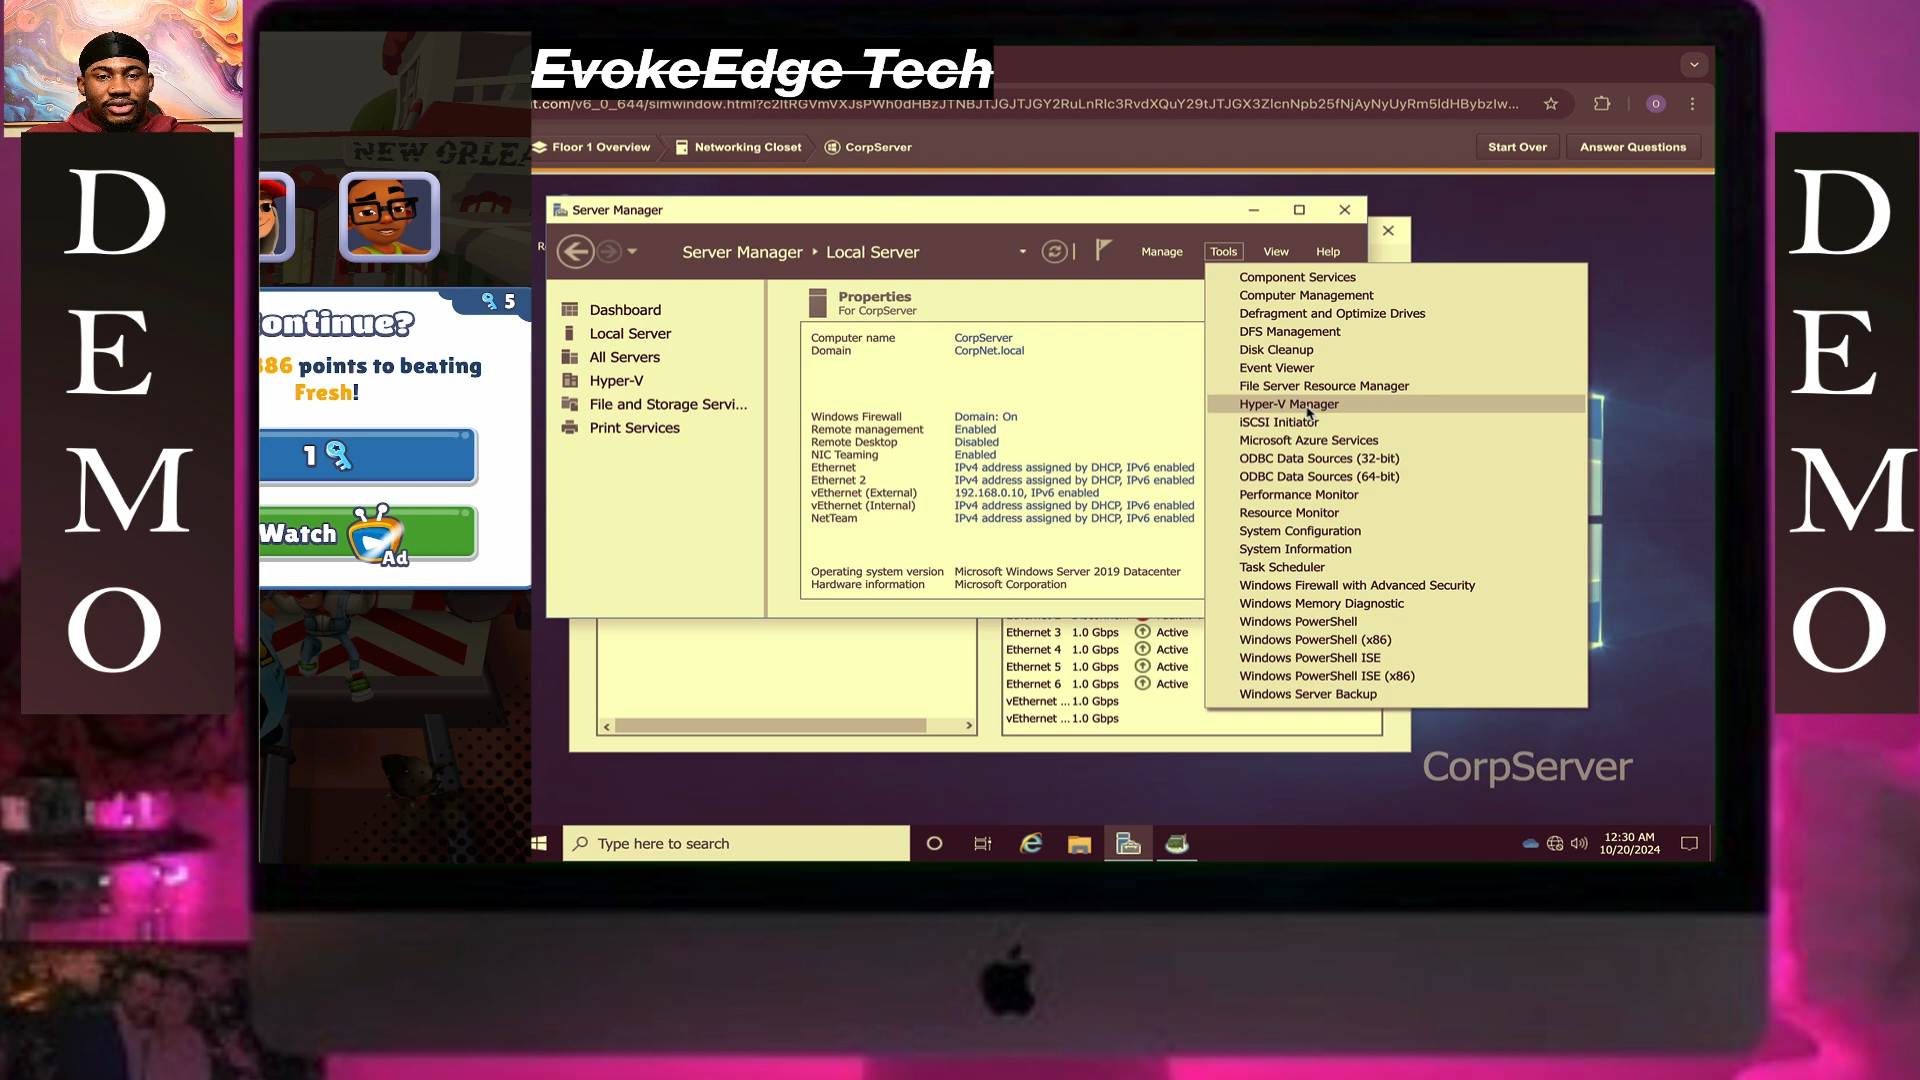 EvokeEdge Tech
DEMO
DEMO
NEW ORLEA
5
ontinue?
86 points to beating
Fresh!
1
Watch
Ad
Floor 1 Overview
Networking Closet
CorpServer
Start Over
Answer Questions
Server Manager
Server Manager
Local Server
Manage
Tools
View
Help
Dashboard
Local Server
All Servers
Hyper-V
File and Storage Servi...
Print Services
Properties
For CorpServer
Computer name CorpServer
Domain CorpNet.local
Windows Firewall Domain: On
Remote management Enabled
Remote Desktop Disabled
NIC Teaming Enabled
Ethernet IPv4 address assigned by DHCP, IPv6 enabled
Ethernet 2 IPv4 address assigned by DHCP, IPv6 enabled
vEthernet (External) 192.168.0.10, IPv6 enabled
vEthernet (Internal) IPv4 address assigned by DHCP, IPv6 enabled
NetTeam IPv4 address assigned by DHCP, IPv6 enabled
Operating system version Microsoft Windows Server 2019 Datacenter
Hardware information Microsoft Corporation
Component Services
Computer Management
Defragment and Optimize Drives
DFS Management
Disk Cleanup
Event Viewer
File Server Resource Manager
Hyper-V Manager
iSCSI Initiator
Microsoft Azure Services
ODBC Data Sources (32-bit)
ODBC Data Sources (64-bit)
Performance Monitor
Resource Monitor
System Configuration
System Information
Task Scheduler
Windows Firewall with Advanced Security
Windows Memory Diagnostic
Windows PowerShell
Windows PowerShell (x86)
Windows PowerShell ISE
Windows PowerShell ISE (x86)
Windows Server Backup
Ethernet 3 1.0 Gbps Active
Ethernet 4 1.0 Gbps Active
Ethernet 5 1.0 Gbps Active
Ethernet 6 1.0 Gbps Active
vEthernet ... 1.0 Gbps
vEthernet ... 1.0 Gbps
CorpServer
Type here to search
12:30 AM
10/20/2024